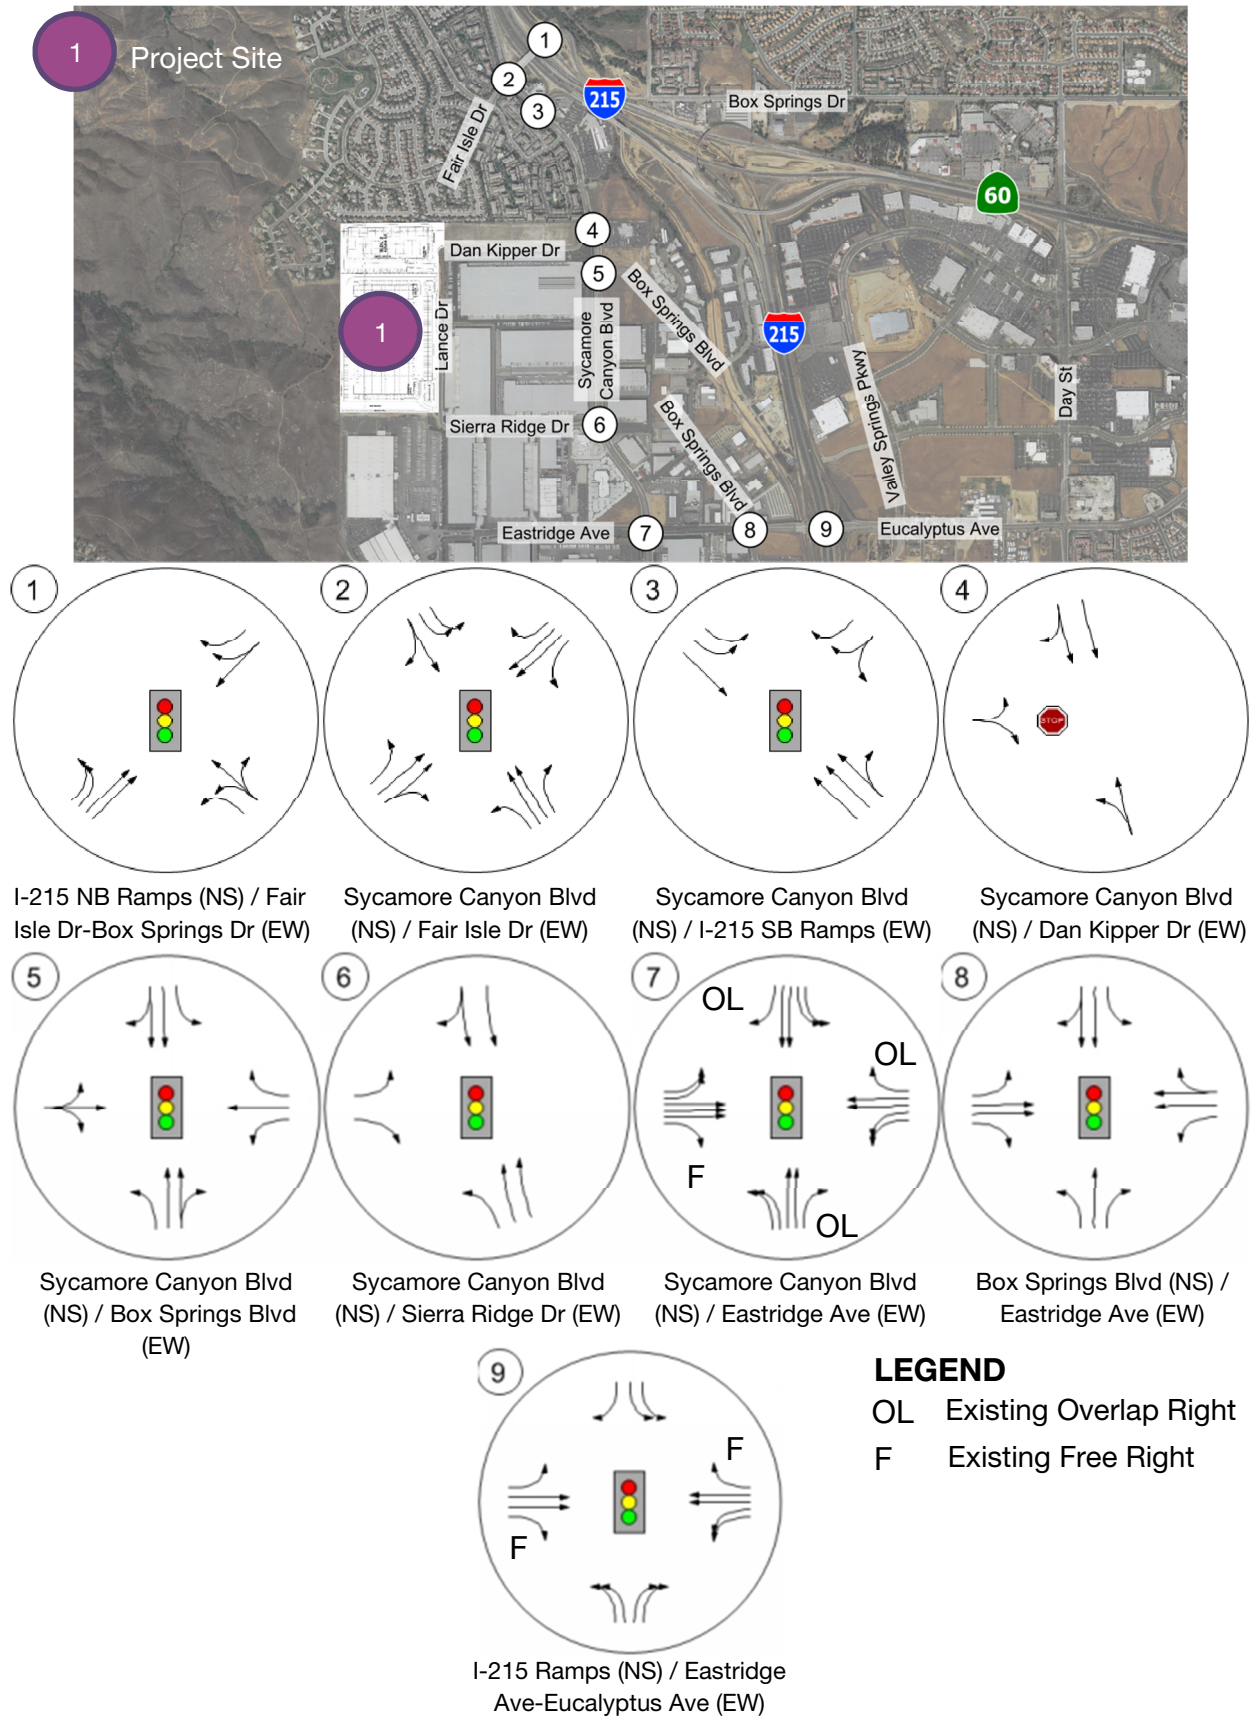 1 Project Site
1
2
3
215
Box Springs Dr
Fair Isle Dr
60
4
Dan Kipper Dr
5
Box Springs Blvd
1
Lance Dr
Sycamore
Canyon Blvd
215
Valley Springs Pkwy
Day St
Sierra Ridge Dr
6
Box Springs Blvd
Eastridge Ave
7
8
9
Eucalyptus Ave
1
2
3
4
STOP
I-215 NB Ramps (NS) / Fair
Isle Dr-Box Springs Dr (EW)
Sycamore Canyon Blvd
(NS) / Fair Isle Dr (EW)
Sycamore Canyon Blvd
(NS) / I-215 SB Ramps (EW)
Sycamore Canyon Blvd
(NS) / Dan Kipper Dr (EW)
5
6
7
OL
OL
F
OL
8
Sycamore Canyon Blvd
(NS) / Box Springs Blvd
(EW)
Sycamore Canyon Blvd
(NS) / Sierra Ridge Dr (EW)
Sycamore Canyon Blvd
(NS) / Eastridge Ave (EW)
Box Springs Blvd (NS) /
Eastridge Ave (EW)
9
F
F
I-215 Ramps (NS) / Eastridge
Ave-Eucalyptus Ave (EW)
LEGEND
OL Existing Overlap Right
F Existing Free Right